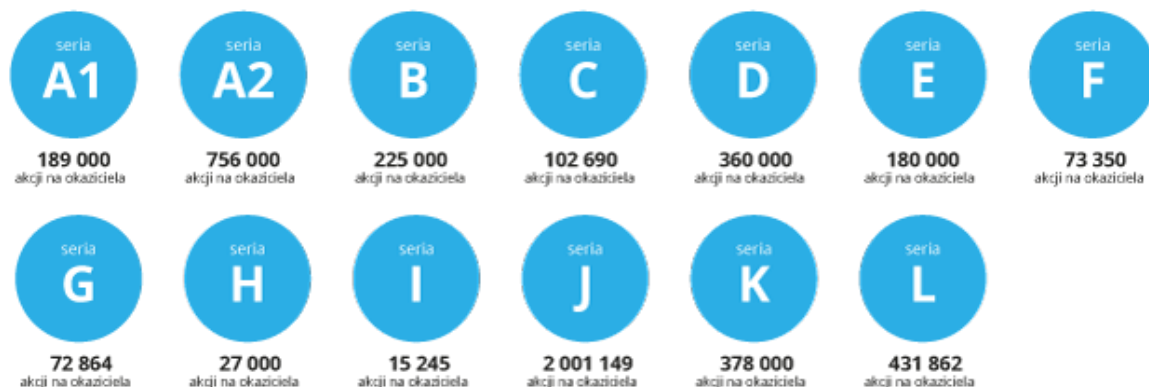 seria seria seria seria seria seria seria
A1 A2 B C D E F
189 000 756 000 225 000 102 690 360 000 180 000 73 350
akcji na okaziciela akcji na okaziciela akcji na okaziciela akcji na okaziciela akcji na okaziciela akcji na okaziciela akcji na okaziciela
seria seria seria seria seria seria
G H I J K L
72 864 27 000 15 245 2 001 149 378 000 431 862
akcji na okaziciela akcji na okaziciela akcji na okaziciela akcji na okaziciela akcji na okaziciela akcji na okaziciela